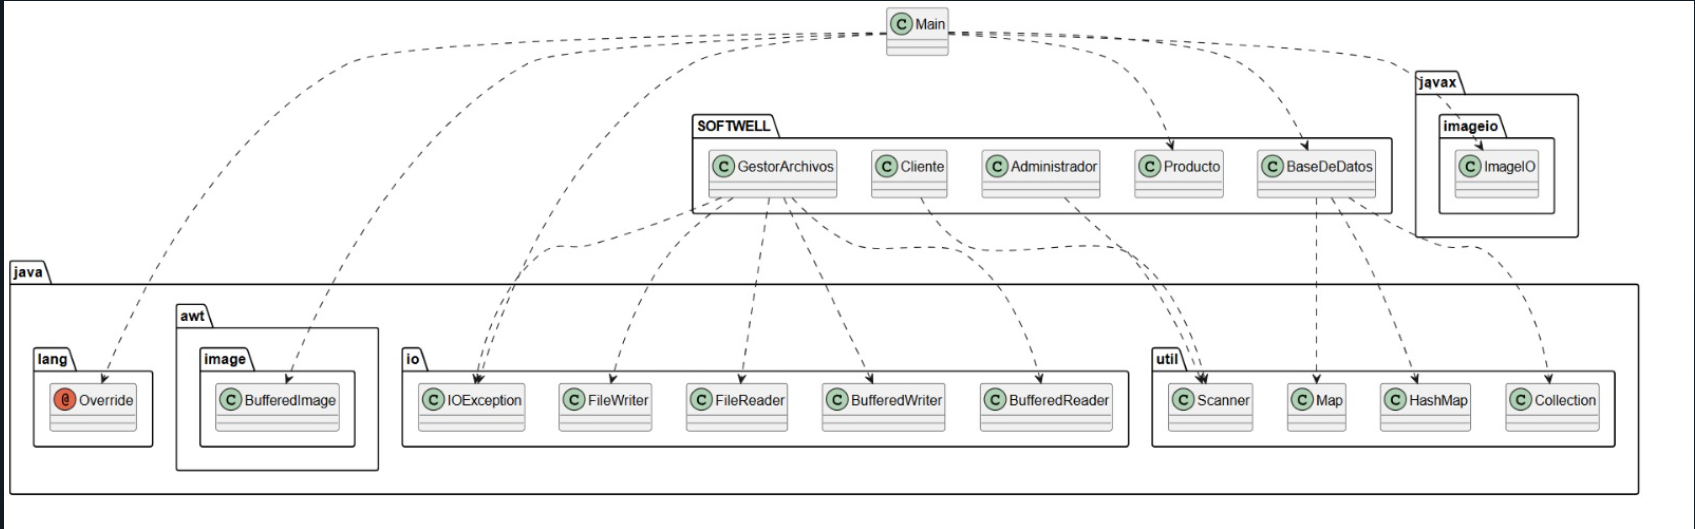 C Main
javax
SOFTWELL
imageio
C GestorArchivos
C Cliente
C Administrador
C Producto
C BaseDeDatos
C ImageIO
java
awt
lang
image
io
util
@ Override
C BufferedImage
C IOException
C FileWriter
C FileReader
C BufferedWriter
C BufferedReader
C Scanner
C Map
C HashMap
C Collection